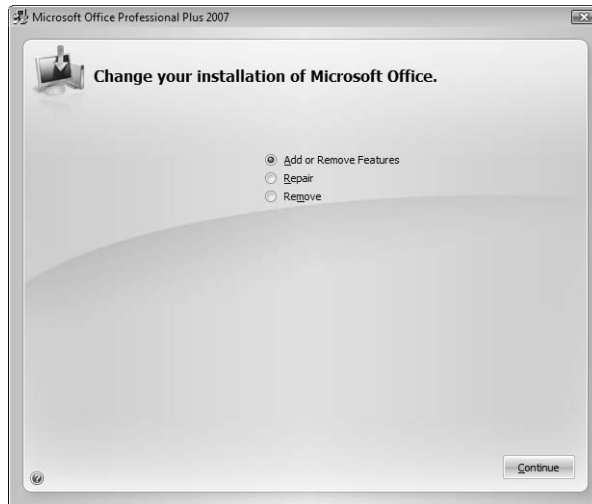 Microsoft Office Professional Plus 2007
Change your installation of Microsoft Office.
Add or Remove Features
Repair
Remove
Continue